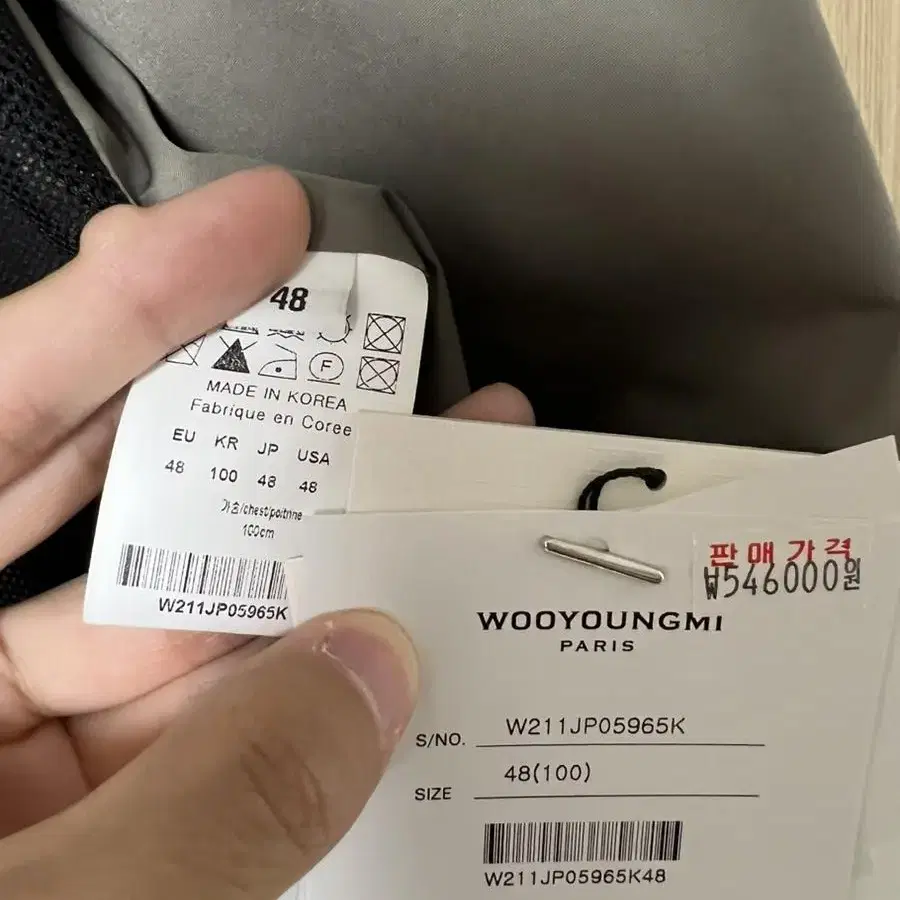 48
F
MADE IN KOREA
Fabrique en Coree
EU KR JP USA
48 100 48 48
가슴/chest/poitrine
100cm
W211JP05965K
판매가격
₩546000원
WOOYOUNGMI
PARIS
S/NO. W211JP05965K
SIZE 48(100)
W211JP05965K48